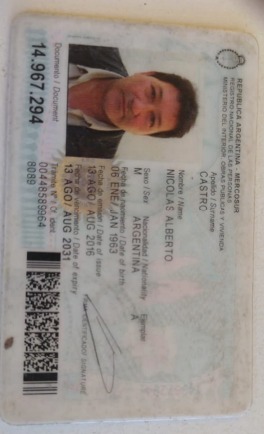 REPUBLICA ARGENTINA - MERCOSUR
REGISTRO NACIONAL DE LAS PERSONAS
MINISTERIO DEL INTERIOR, OBRAS PUBLICAS Y VIVIENDA
Apellido / Surname
CASTRO
Nombre / Name
NICOLAS ALBERTO
Sexo / Sex
Nacionalidad / Nationality
Ejemplar
M
ARGENTINA
A
Fecha de nacimiento / Date of birth
06 ENE/ JAN 1963
Fecha de emisión / Date of issue
13 AGO/ AUG 2016
Fecha de vencimiento / Date of expiry
13 AGO/ AUG 2031
Documento / Document
14.967.294
Trámite N° / Of. ident.
00448589964
8089